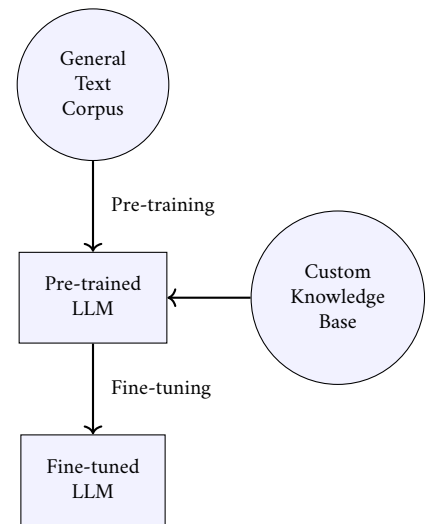 General
Text
Corpus
Pre-training
Pre-trained
LLM
Custom
Knowledge
Base
Fine-tuning
Fine-tuned
LLM